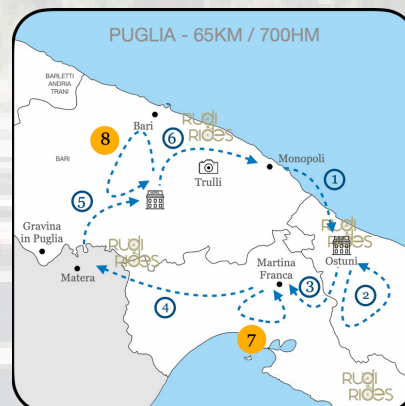 PUGLIA - 65KM / 700HM
BARLETTI
ANDRIA
TRANI
Bari
RUDI
RIDES
8
6
BARI
Trulli
Monopoli
1
5
Gravina
in Puglia
RUDI
RIDES
Matera
RUDI
RIDES
Ostuni
Martina
Franca
3
2
4
7
RUDI
RIDES